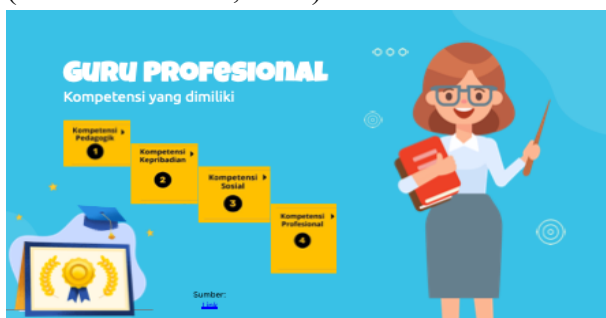 GURU PROFESIONAL
Kompetensi yang dimiliki
Kompetensi
Pedagogik
1
Kompetensi
Kepribadian
2
Kompetensi
Sosial
3
Kompetensi
Profesional
4
Sumber:
Link